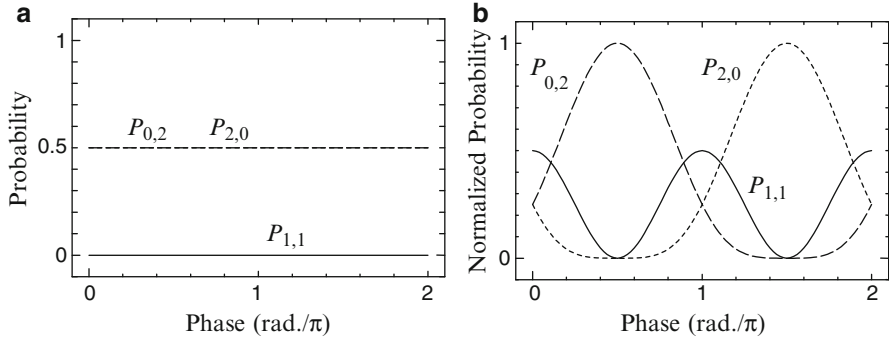 a
1
0.5
0
Probability
P0,2
P2,0
P1,1
0
1
2
Phase (rad./π)
b
1
0
Normalized Probability
P0,2
P2,0
P1,1
0
1
2
Phase (rad./π)